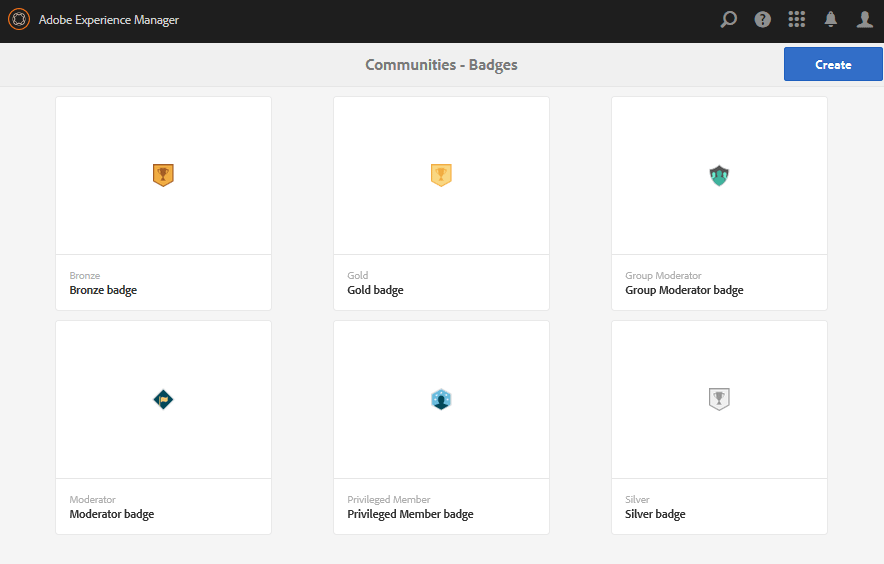 Adobe Experience Manager
Communities - Badges
Create
Bronze
Bronze badge
Gold
Gold badge
Group Moderator
Group Moderator badge
Moderator
Moderator badge
Privileged Member
Privileged Member badge
Silver
Silver badge